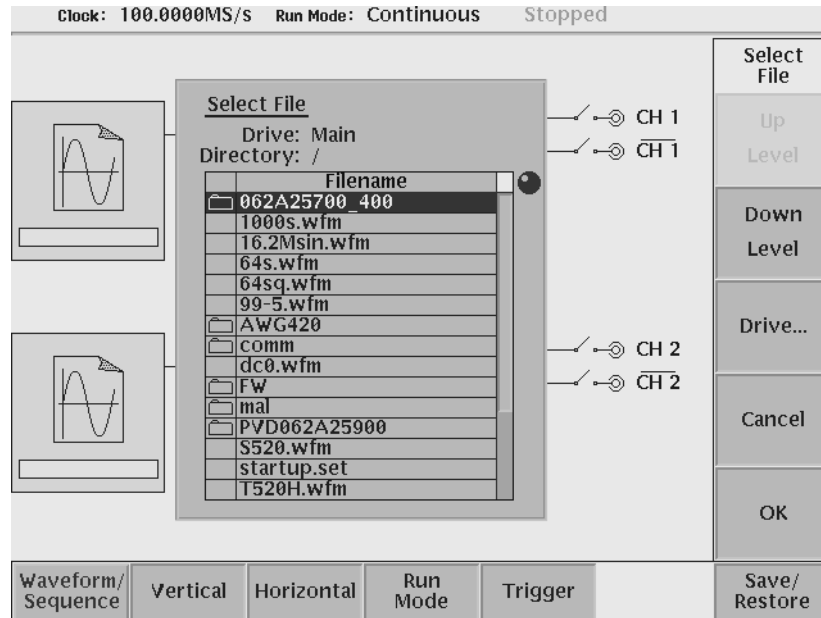 Clock: 100.0000MS/s Run Mode: Continuous Stopped
Select File
Drive: Main
Directory: /
Filename
062A25700_400
1000s.wfm
16.2Msin.wfm
64s.wfm
64sq.wfm
99-5.wfm
AWG420
comm
dc0.wfm
FW
mal
PVD062A25900
S520.wfm
startup.set
T520H.wfm
CH 1
CH 1
CH 2
CH 2
Select
File
Up
Level
Down
Level
Drive...
Cancel
OK
Waveform/
Sequence
Vertical
Horizontal
Run
Mode
Trigger
Save/
Restore